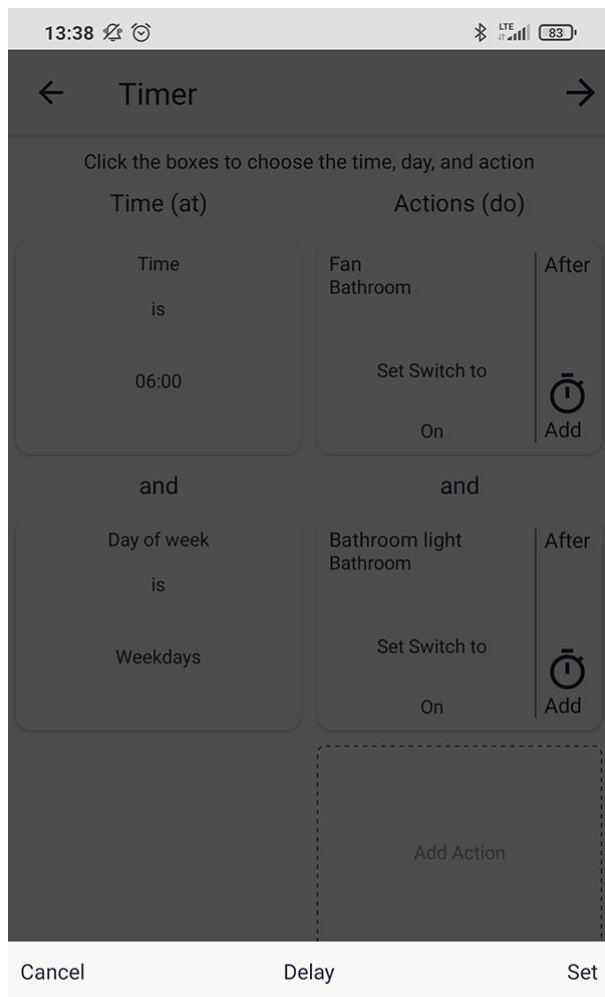 13:38 LTE 83
Timer
Click the boxes to choose the time, day, and action
Time (at)
Actions (do)
Time
is
06:00
Fan
Bathroom
Set Switch to
On
After
Add
and
and
Day of week
is
Weekdays
Bathroom light
Bathroom
Set Switch to
On
After
Add
Add Action
Cancel Delay Set